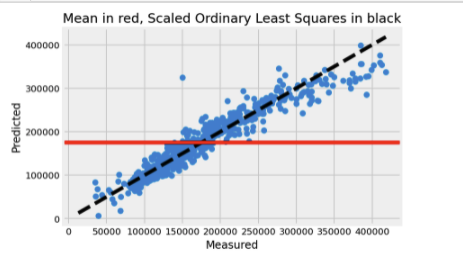 Mean in red, Scaled Ordinary Least Squares in black
400000
300000
200000
100000
0
Predicted
0 50000 100000 150000 200000 250000 300000 350000 400000
Measured